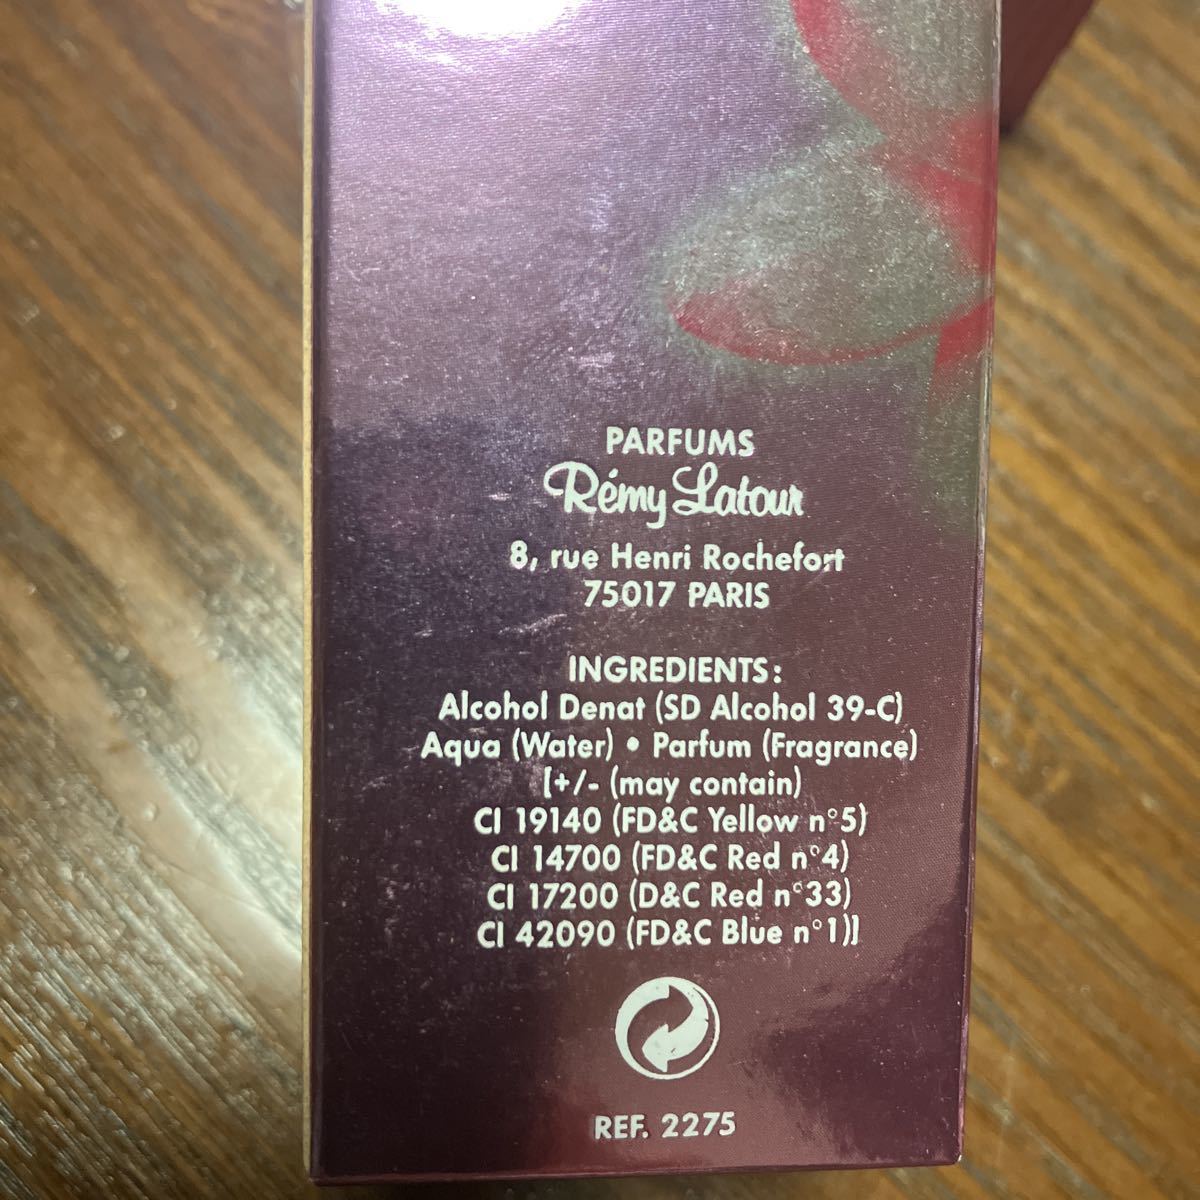 PARFUMS
Rémy Latour
8, rue Henri Rochefort
75017 PARIS
INGREDIENTS:
Alcohol Denat (SD Alcohol 39-C)
Aqua (Water) • Parfum (Fragrance)
[+/- (may contain)
CI 19140 (FD&C Yellow n°5)
CI 14700 (FD&C Red n°4)
CI 17200 (D&C Red n°33)
CI 42090 (FD&C Blue n°1)]
REF. 2275